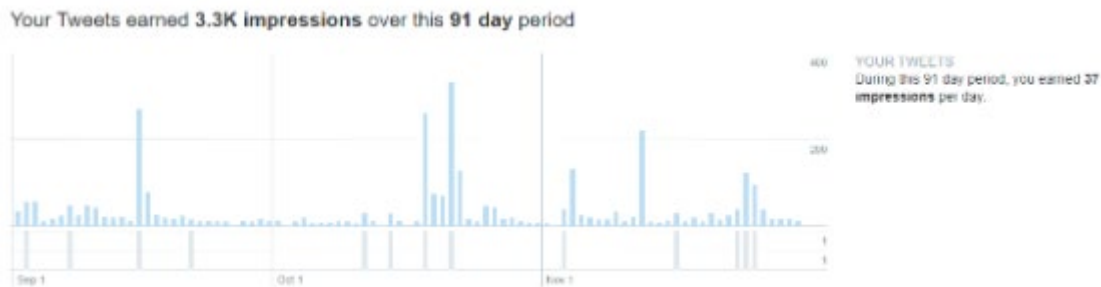 Your Tweets earned 3.3K impressions over this 91 day period
400
YOUR TWEETS
During this 91 day period, you earned 37
impressions per day.
200
1
1
Sep 1
Oct 1
Nov 1